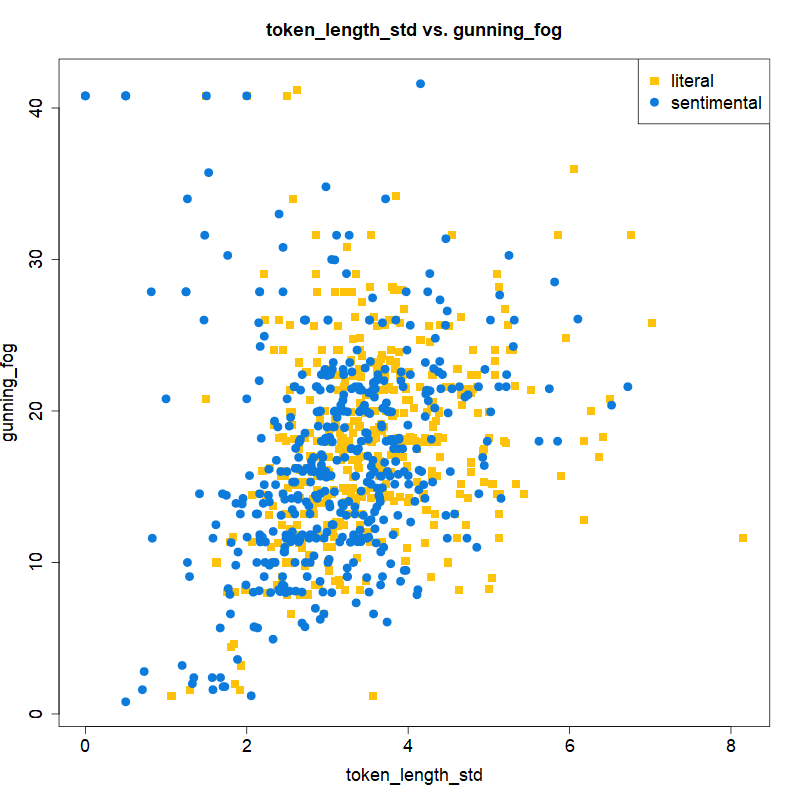 token_length_std vs. gunning_fog
literal
sentimental
40
30
20
10
0
gunning_fog
0 2 4 6 8
token_length_std